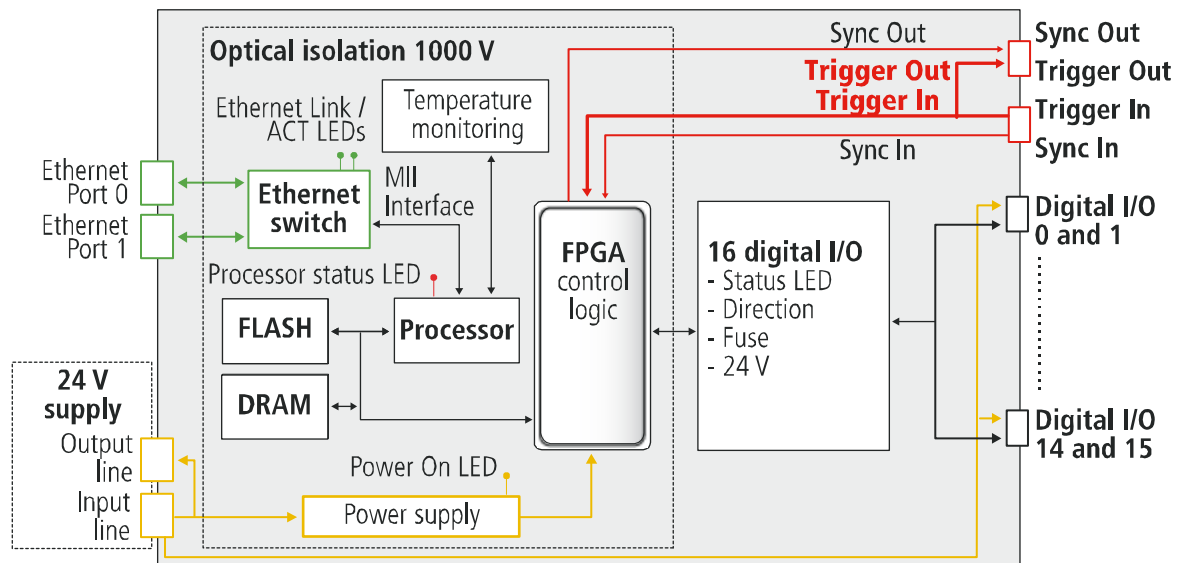 Optical isolation 1000 V
Ethernet Link /
ACT LEDs
Temperature
monitoring
Sync Out
Trigger Out
Trigger In
Sync In
Sync Out
Trigger Out
Trigger In
Sync In
Ethernet
Port 0
Ethernet
Port 1
Ethernet
switch
MII
Interface
Processor status LED
FLASH
Processor
DRAM
FPGA
control
logic
16 digital I/O
- Status LED
- Direction
- Fuse
- 24 V
Digital I/O
0 and 1
Digital I/O
14 and 15
24 V
supply
Output
line
Input
line
Power On LED
Power supply